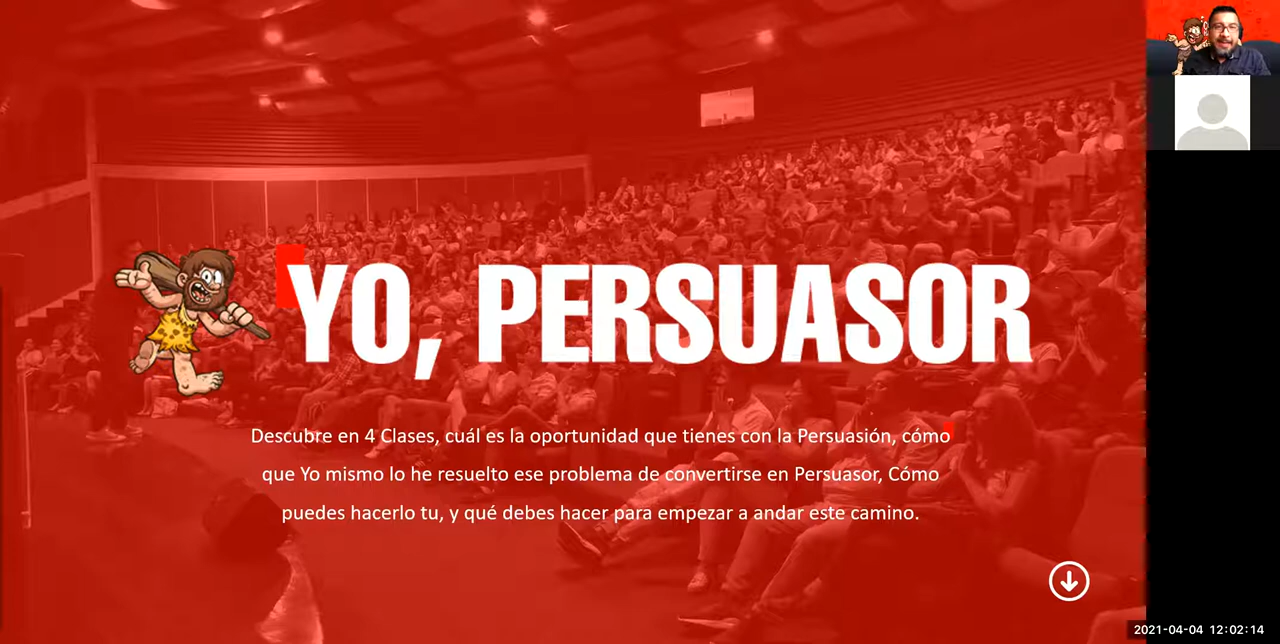 YO, PERSUASOR
Descubre en 4 Clases, cuál es la oportunidad que tienes con la Persuasión, cómo
que Yo mismo lo he resuelto ese problema de convertirse en Persuasor, Cómo
puedes hacerlo tu, y qué debes hacer para empezar a andar este camino.
2021-04-04 12:02:14